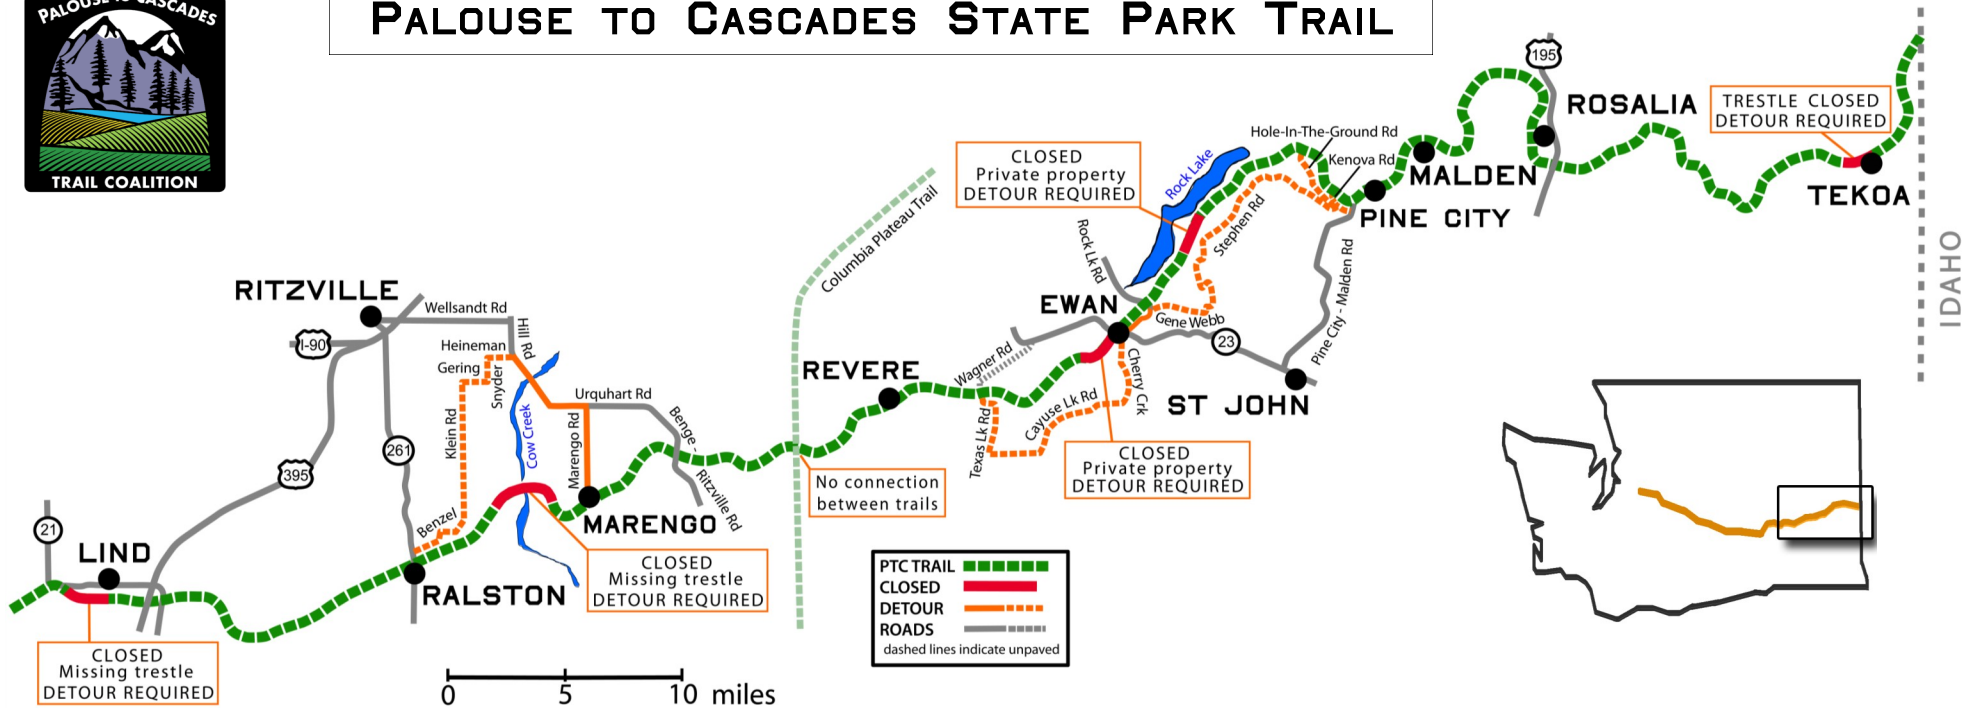 PALOUSE TO CASCADES
TRAIL COALITION
PALOUSE TO CASCADES STATE PARK TRAIL
195
ROSALIA
TRESTLE CLOSED
DETOUR REQUIRED
TEKOA
IDAHO
Hole-In-The-Ground Rd
Kenova Rd
MALDEN
PINE CITY
CLOSED
Private property
DETOUR REQUIRED
Rock Lake
Stephen Rd
Rock Lk Rd
Pine City - Malden Rd
Columbia Plateau Trail
EWAN
Gene Webb
23
ST JOHN
RITZVILLE
Wellsandt Rd
Hill Rd
I-90
Heineman
Gering
Snyder
Klein Rd
Cow Creek
Urquhart Rd
Marengo Rd
Benge - Ritzville Rd
REVERE
Wagner Rd
Cherry Crk
Cayuse Lk Rd
Texas Lk Rd
CLOSED
Private property
DETOUR REQUIRED
No connection
between trails
261
395
Benzel
MARENGO
21
LIND
RALSTON
CLOSED
Missing trestle
DETOUR REQUIRED
CLOSED
Missing trestle
DETOUR REQUIRED
PTC TRAIL
CLOSED
DETOUR
ROADS
dashed lines indicate unpaved
0 5 10 miles